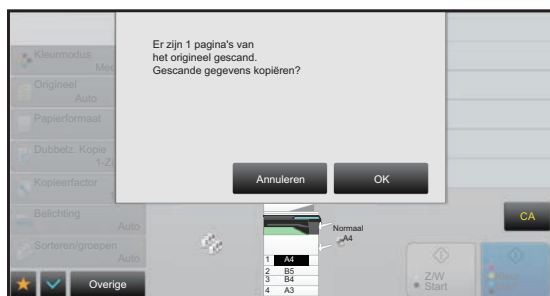 Er zijn 1 pagina's van
het origineel gescand.
Gescande gegevens kopiëren?
Annuleren
OK
Kleurmodus
Origineel
Auto
Papierformaat
Dubbelz. Kopie
Kopieerfactor
Belichting
Auto
Sorteren/groepen
Auto
Overige
Normaal
A4
1 A4
2 B5
3 B4
4 A3
CA
Z/W
Start